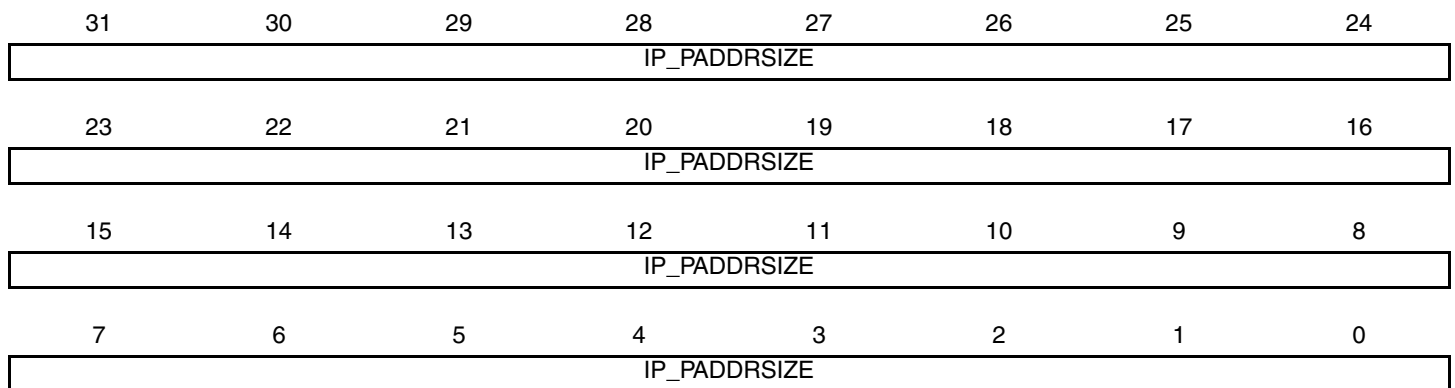 31 30 29 28 27 26 25 24
IP_PADDRSIZE
23 22 21 20 19 18 17 16
IP_PADDRSIZE
15 14 13 12 11 10 9 8
IP_PADDRSIZE
7 6 5 4 3 2 1 0
IP_PADDRSIZE